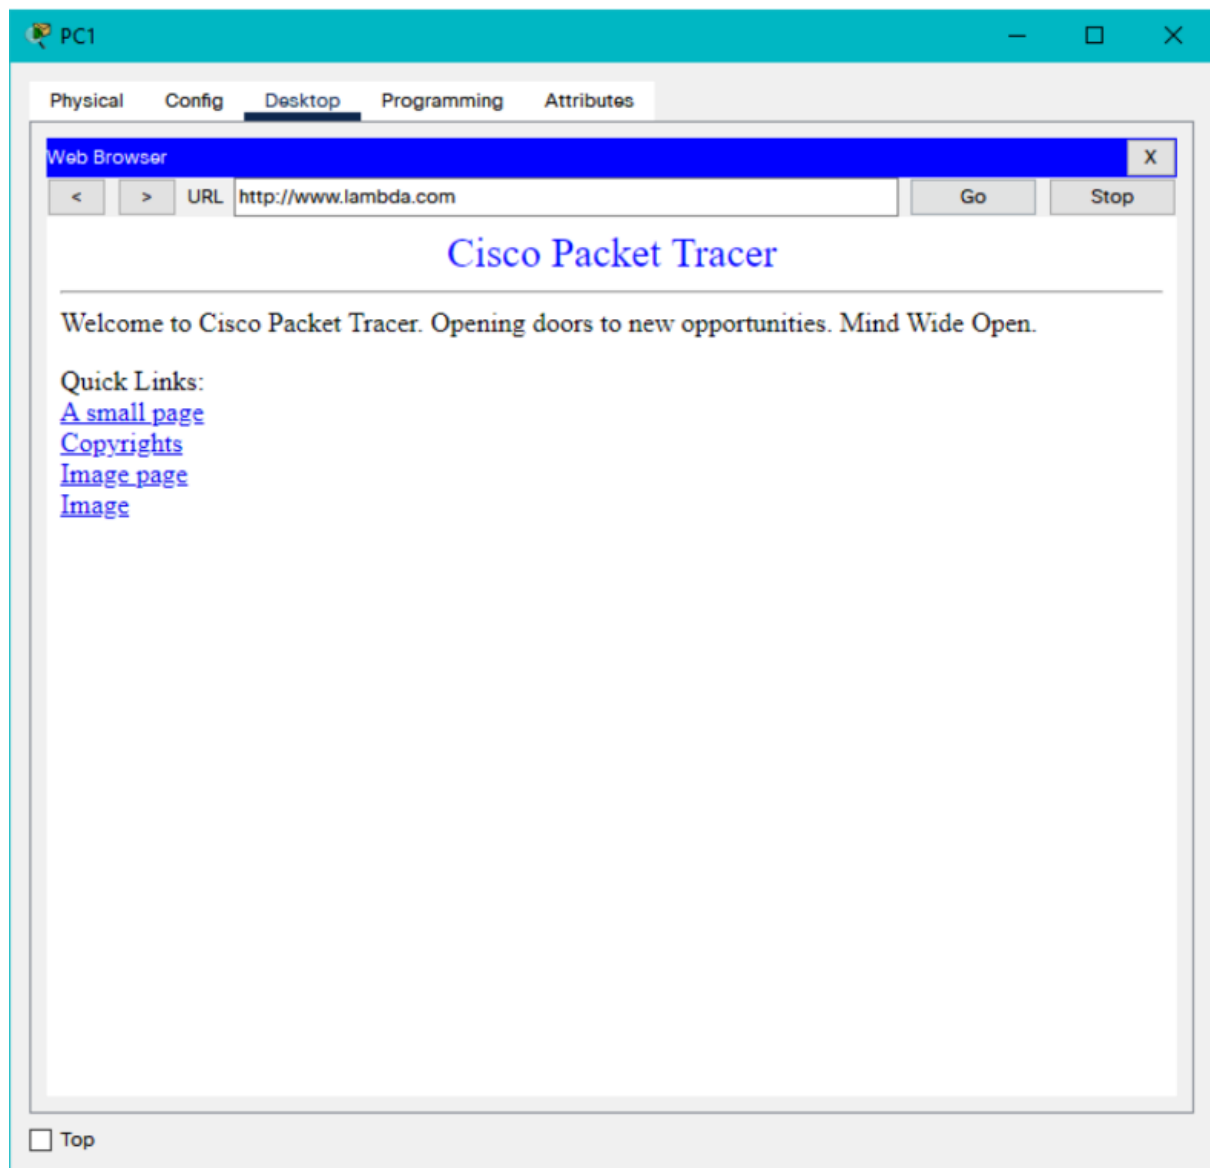 PC1
Physical Config Desktop Programming Attributes
Web Browser X
< > URL http://www.lambda.com Go Stop
Cisco Packet Tracer
Welcome to Cisco Packet Tracer. Opening doors to new opportunities. Mind Wide Open.
Quick Links:
A small page
Copyrights
Image page
Image
Top